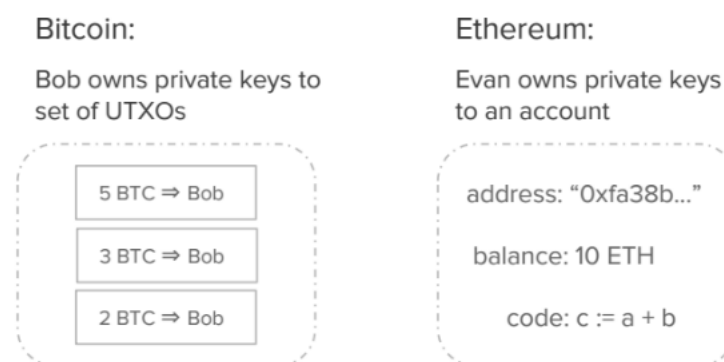 Bitcoin:
Bob owns private keys to
set of UTXOs
5 BTC ⇒ Bob
3 BTC ⇒ Bob
2 BTC ⇒ Bob
Ethereum:
Evan owns private keys
to an account
address: “0xfa38b...”
balance: 10 ETH
code: c := a + b